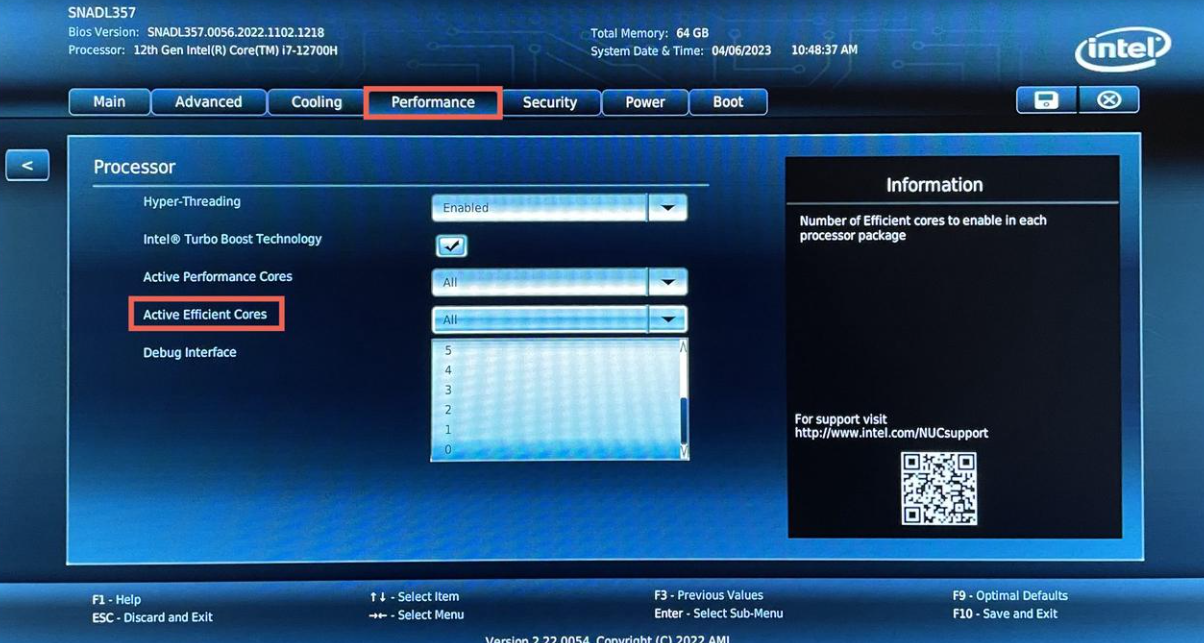 SNADL357
Bios Version: SNADL357.0056.2022.1102.1218
Total Memory: 64 GB
Processor: 12th Gen Intel(R) Core(TM) i7-12700H
System Date & Time: 04/06/2023 10:48:37 AM
intel
Main Advanced Cooling Performance Security Power Boot
<
Processor
Information
Hyper-Threading
Enabled
Number of Efficient cores to enable in each
processor package
Intel® Turbo Boost Technology
Active Performance Cores
All
Active Efficient Cores
All
Debug Interface
5
4
3
2
1
0
For support visit
http://www.intel.com/NUCsupport
F1 - Help
↑↓ - Select Item
F3 - Previous Values
F9 - Optimal Defaults
ESC - Discard and Exit
→← - Select Menu
Enter - Select Sub-Menu
F10 - Save and Exit
Version 2.22.0054. Copyright (C) 2022 AMI